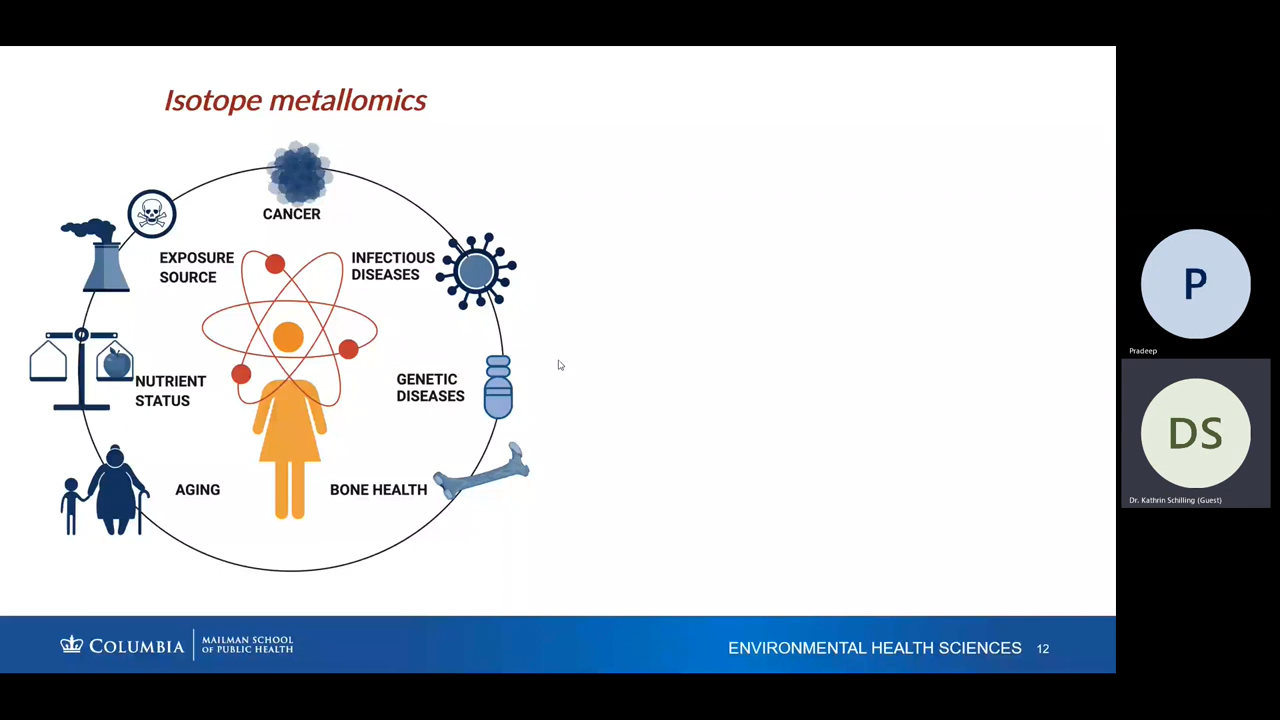 Isotope metallomics
CANCER
EXPOSURE
SOURCE
INFECTIOUS
DISEASES
NUTRIENT
STATUS
GENETIC
DISEASES
AGING
BONE HEALTH
COLUMBIA
MAILMAN SCHOOL
OF PUBLIC HEALTH
ENVIRONMENTAL HEALTH SCIENCES 12
P
Pradeep
DS
Dr. Kathrin Schilling (Guest)